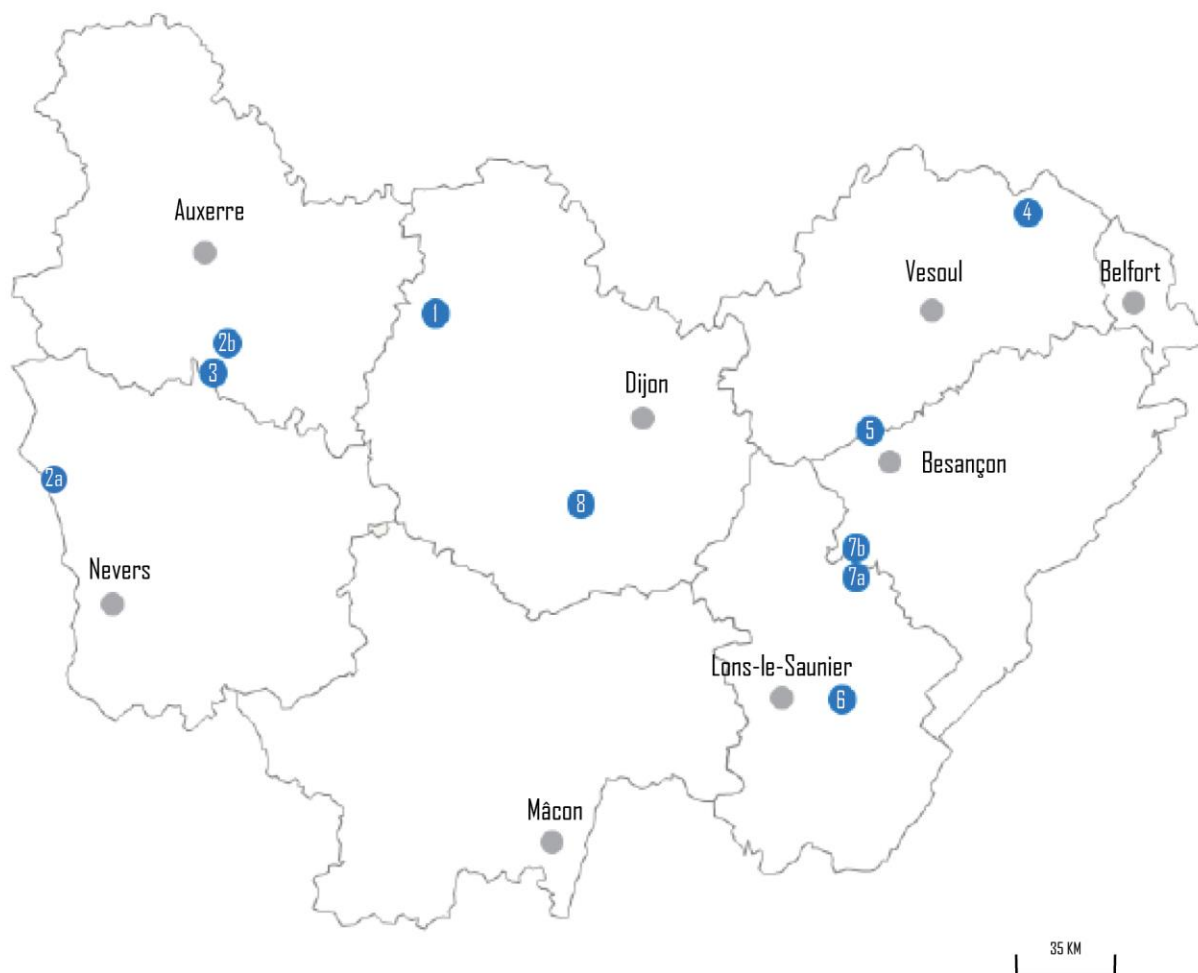 4
Auxerre
Vesoul
Belfort
1
2b
3
Dijon
5
Besançon
2a
8
7b
7a
Nevers
Lons-le-Saunier
6
Mâcon
35 KM